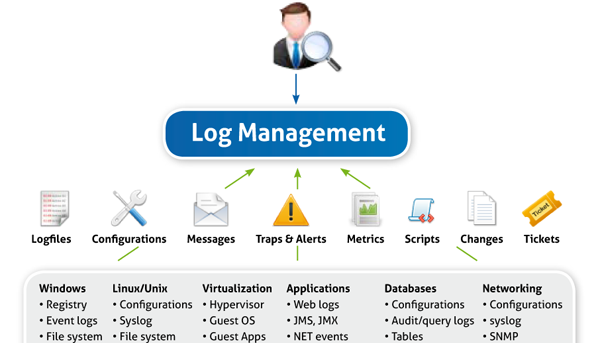 Log Management
Logfiles Configurations Messages Traps & Alerts Metrics Scripts Changes Tickets
Ticket
Windows
• Registry
• Event logs
• File system
Linux/Unix
• Configurations
• Syslog
• File system
Virtualization
• Hypervisor
• Guest OS
• Guest Apps
Applications
• Web logs
• JMS, JMX
• NET events
Databases
• Configurations
• Audit/query logs
• Tables
Networking
• Configurations
• syslog
• SNMP